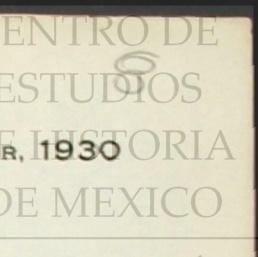 ENTRO DE
8
ESTUDIOS
E HISTORIA
R, 1930
DE MEXICO